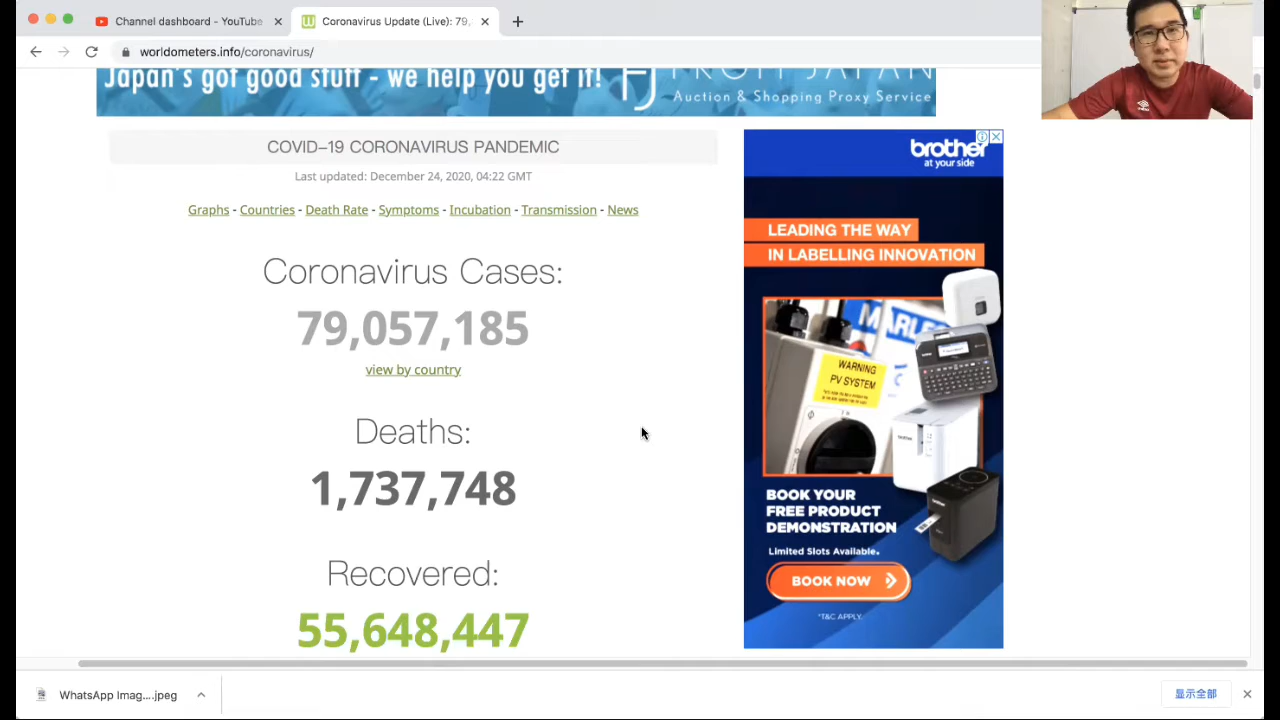 Channel dashboard - YouTube
Coronavirus Update (Live): 79,
worldometers.info/coronavirus/
Japan's got good stuff - we help you get it!
FROM JAPAN
Auction & Shopping Proxy Service
COVID-19 CORONAVIRUS PANDEMIC
Last updated: December 24, 2020, 04:22 GMT
Graphs - Countries - Death Rate - Symptoms - Incubation - Transmission - News
Coronavirus Cases:
79,057,185
view by country
Deaths:
1,737,748
Recovered:
55,648,447
brother
at your side
LEADING THE WAY
IN LABELLING INNOVATION
WARNING
PV SYSTEM
BOOK YOUR
FREE PRODUCT
DEMONSTRATION
Limited Slots Available.
BOOK NOW
*T&C APPLY.
WhatsApp Imag....jpeg
显示全部